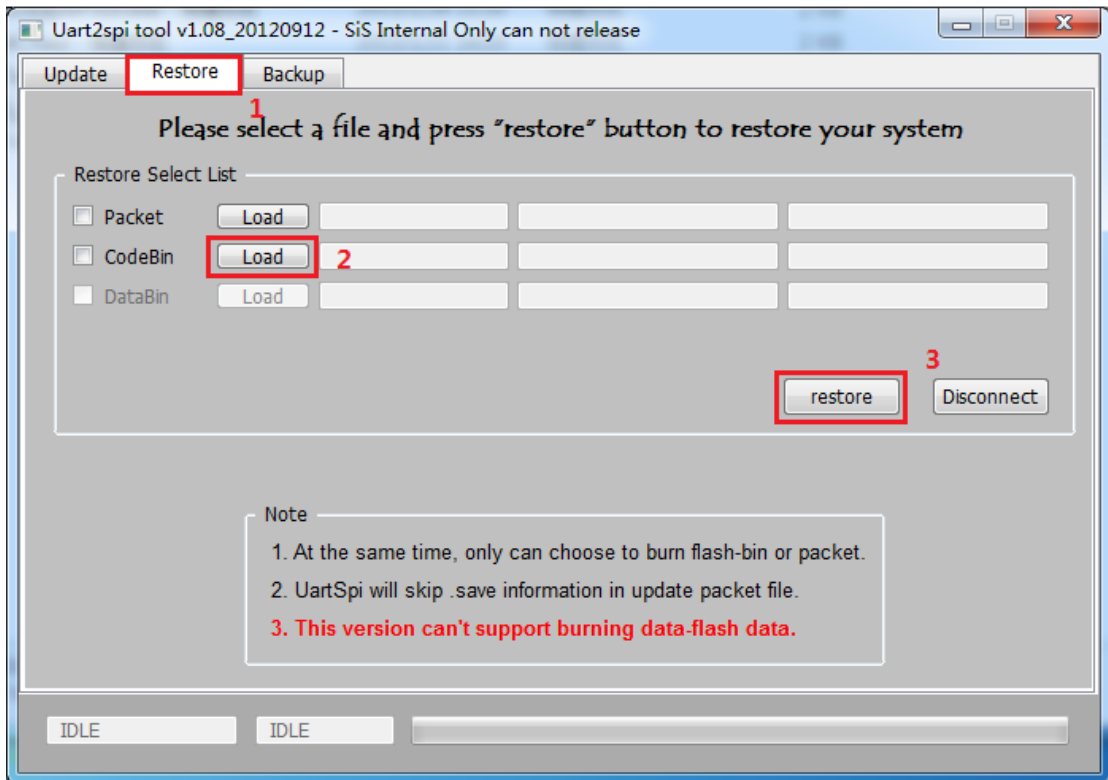 Uart2spi tool v1.08_20120912 - SiS Internal Only can not release
Update Restore Backup
1
Please select a file and press "restore" button to restore your system
Restore Select List
Packet Load
CodeBin Load 2
DataBin Load
3
restore Disconnect
Note
1. At the same time, only can choose to burn flash-bin or packet.
2. UartSpi will skip .save information in update packet file.
3. This version can't support burning data-flash data.
IDLE IDLE